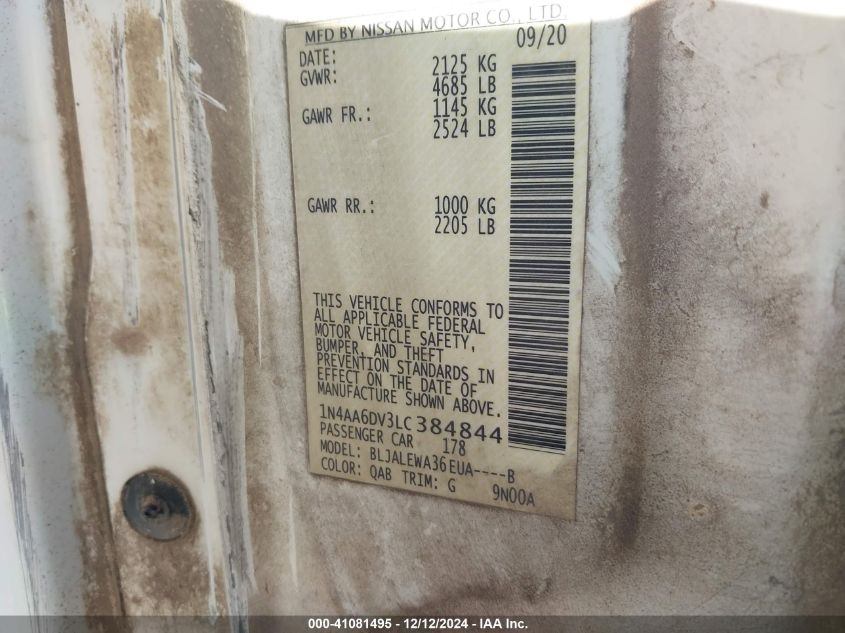 MFD BY NISSAN MOTOR CO., LTD.
DATE: 09/20
GVWR: 2125 KG
4685 LB
GAWR FR.: 1145 KG
2524 LB
GAWR RR.: 1000 KG
2205 LB
THIS VEHICLE CONFORMS TO
ALL APPLICABLE FEDERAL
MOTOR VEHICLE SAFETY,
BUMPER, AND THEFT
PREVENTION STANDARDS IN
EFFECT ON THE DATE OF
MANUFACTURE SHOWN ABOVE.
1N4AA6DV3LC384844
PASSENGER CAR 178
MODEL: BLJALEWA36EUA----B
COLOR: QAB TRIM: G 9N00A
000-41081495 - 12/12/2024 - IAA Inc.